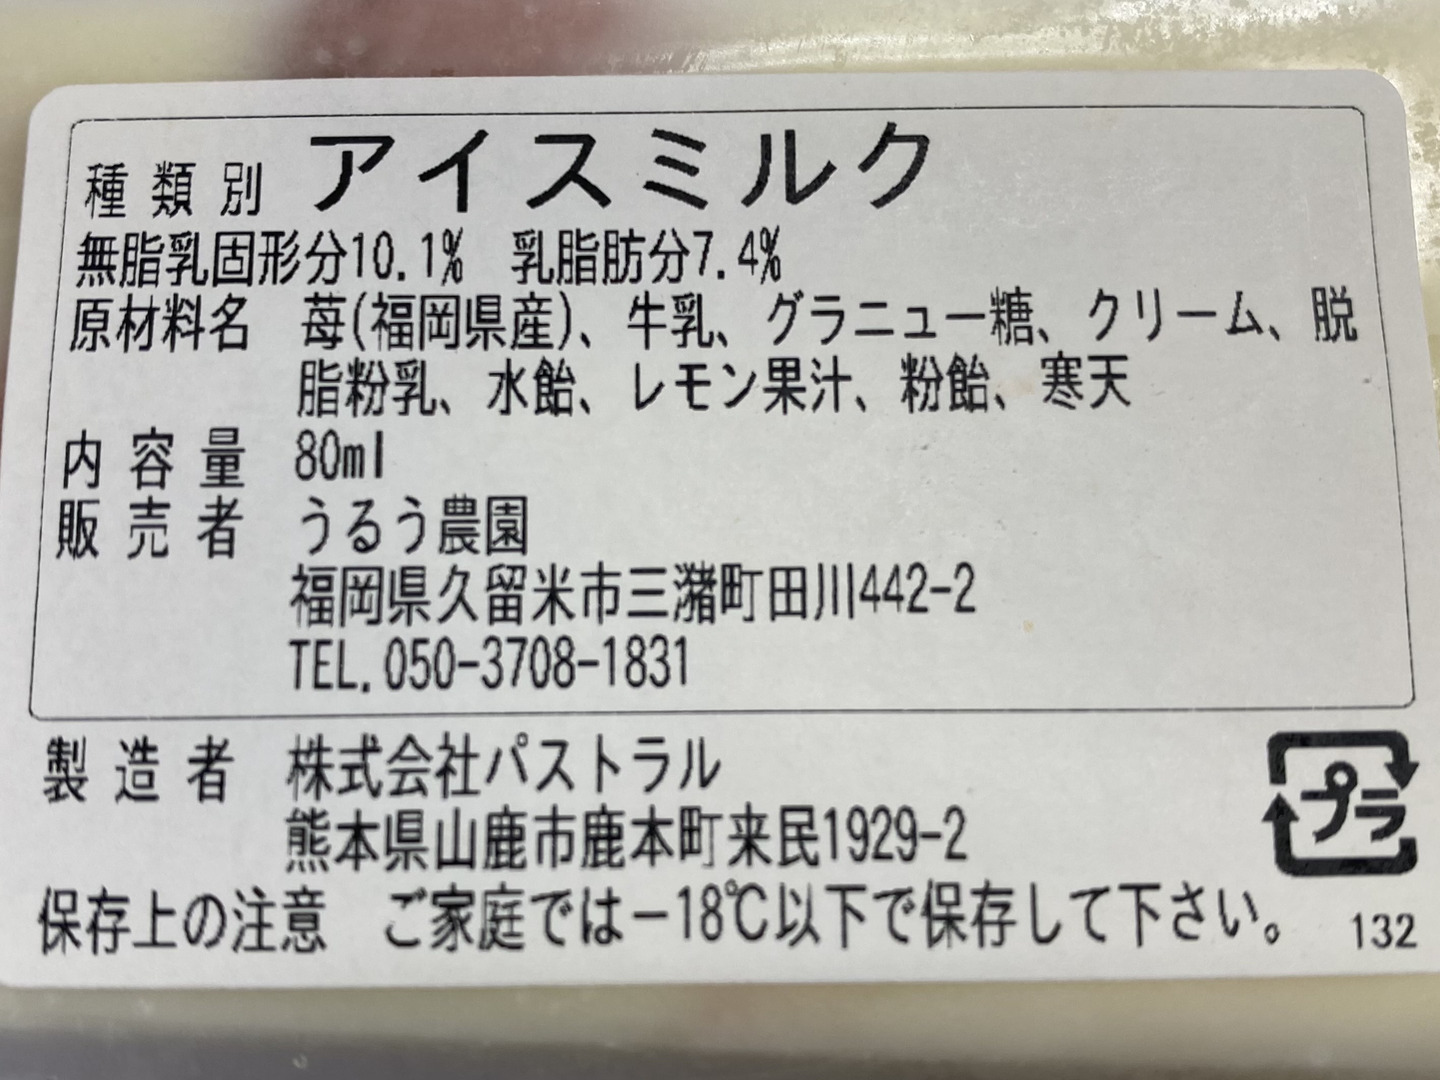 種類別 アイスミルク
無脂乳固形分10.1% 乳脂肪分7.4%
原材料名 苺(福岡県産)、牛乳、グラニュー糖、クリーム、脱
脂粉乳、水飴、レモン果汁、粉飴、寒天
内容量 80ml
販売者 うるう農園
福岡県久留米市三潴町田川442-2
TEL.050-3708-1831
製造者 株式会社パストラル
熊本県山鹿市鹿本町来民1929-2
プラ
保存上の注意 ご家庭では-18℃以下で保存して下さい。 132